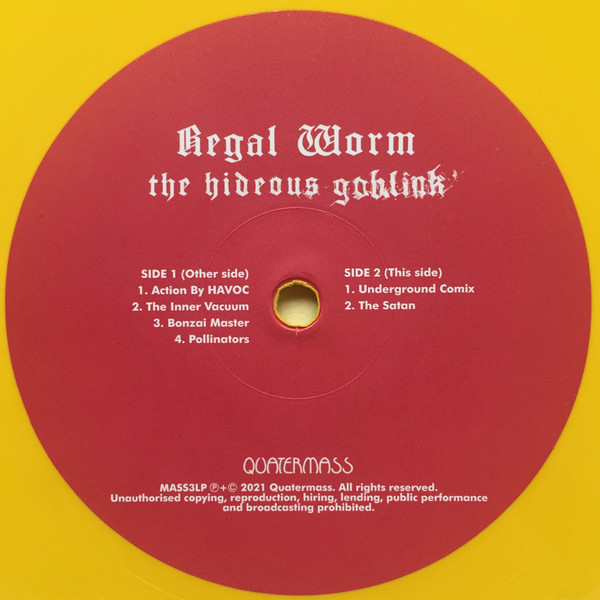 Regal Worm
the hideous goblink
SIDE 1 (Other side)
1. Action By HAVOC
2. The Inner Vacuum
3. Bonzai Master
4. Pollinators
SIDE 2 (This side)
1. Underground Comix
2. The Satan
QUATERMASS
MASS3LP ℗+© 2021 Quatermass. All rights reserved.
Unauthorised copying, reproduction, hiring, lending, public performance
and broadcasting prohibited.